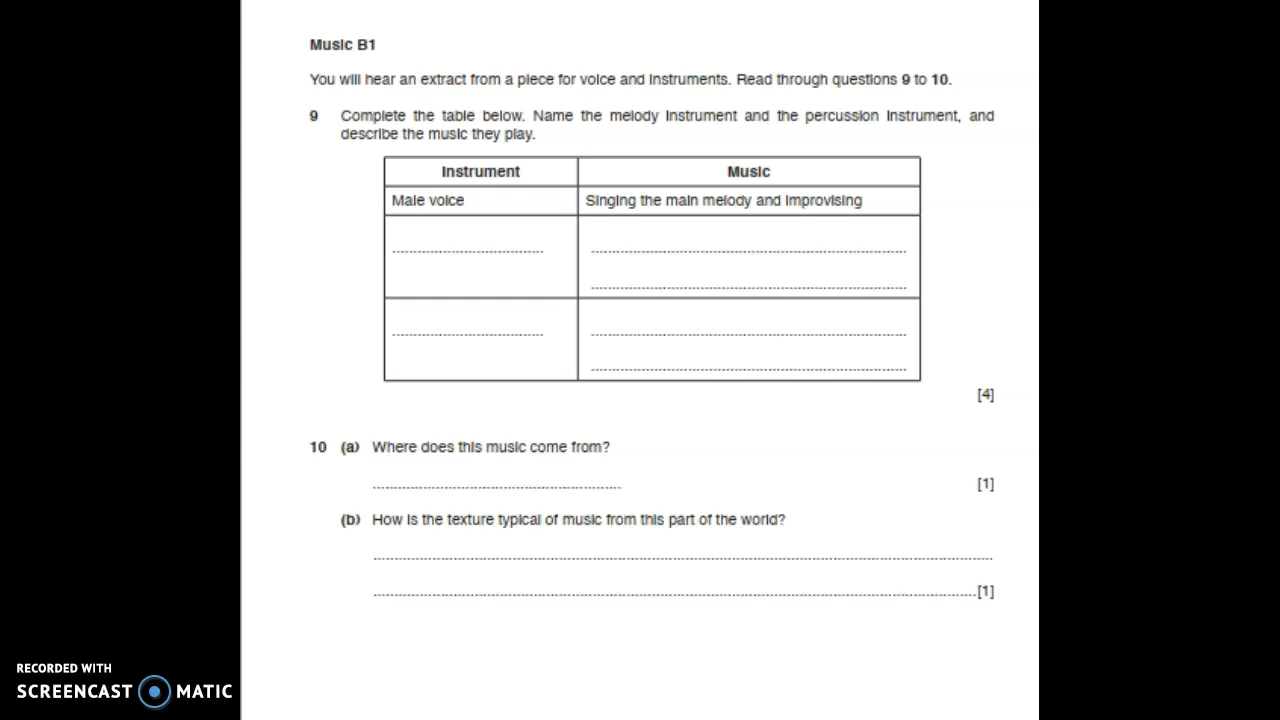 Music B1
You will hear an extract from a piece for voice and instruments. Read through questions 9 to 10.
9 Complete the table below. Name the melody instrument and the percussion instrument, and
describe the music they play.
Instrument Music
Male voice Singing the main melody and improvising
[4]
10 (a) Where does this music come from?
[1]
(b) How is the texture typical of music from this part of the world?
[1]
RECORDED WITH
SCREENCAST MATIC